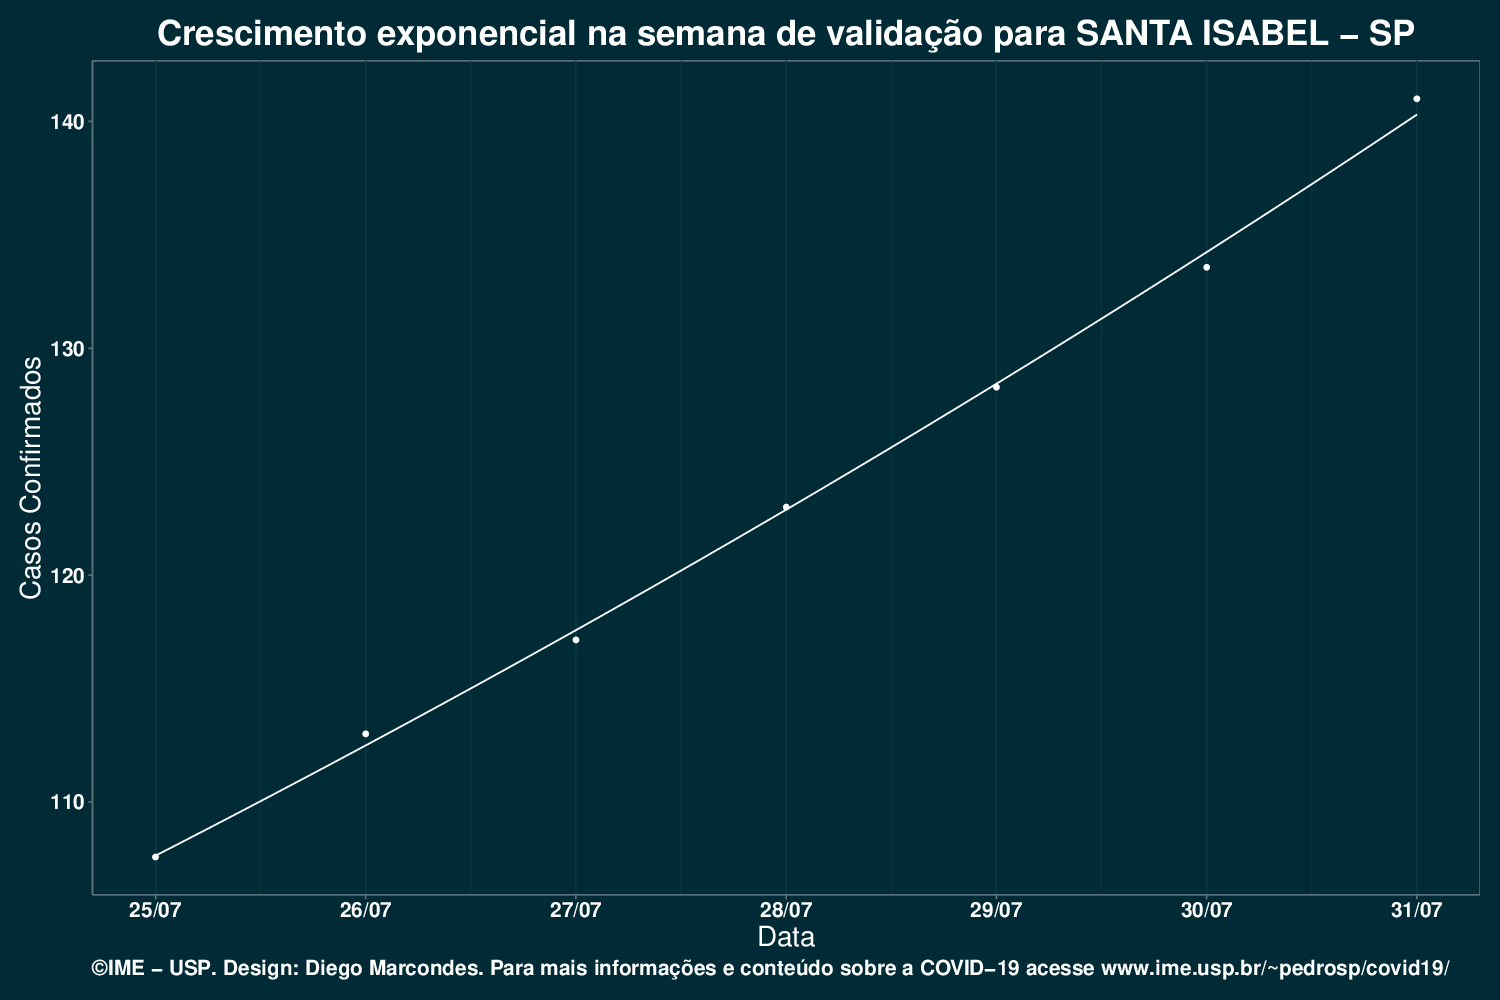 Crescimento exponencial na semana de validação para SANTA ISABEL – SP
140
130
120
110
Casos Confirmados
25/07 26/07 27/07 28/07 29/07 30/07 31/07
Data
©IME – USP. Design: Diego Marcondes. Para mais informações e conteúdo sobre a COVID–19 acesse www.ime.usp.br/~pedrosp/covid19/